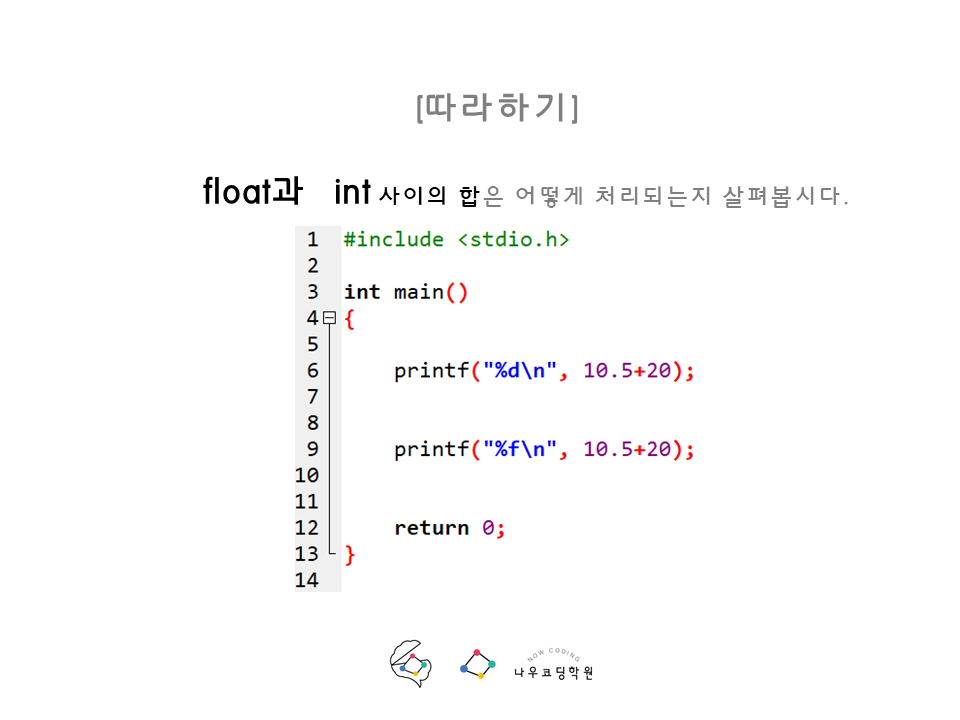 [따라하기]
float과 int 사이의 합은 어떻게 처리되는지 살펴봅시다.
1 #include <stdio.h>
2
3 int main()
4 {
5
6 printf("%d\n", 10.5+20);
7
8
9 printf("%f\n", 10.5+20);
10
11
12 return 0;
13 }
14
NOW CODING
나우코딩학원